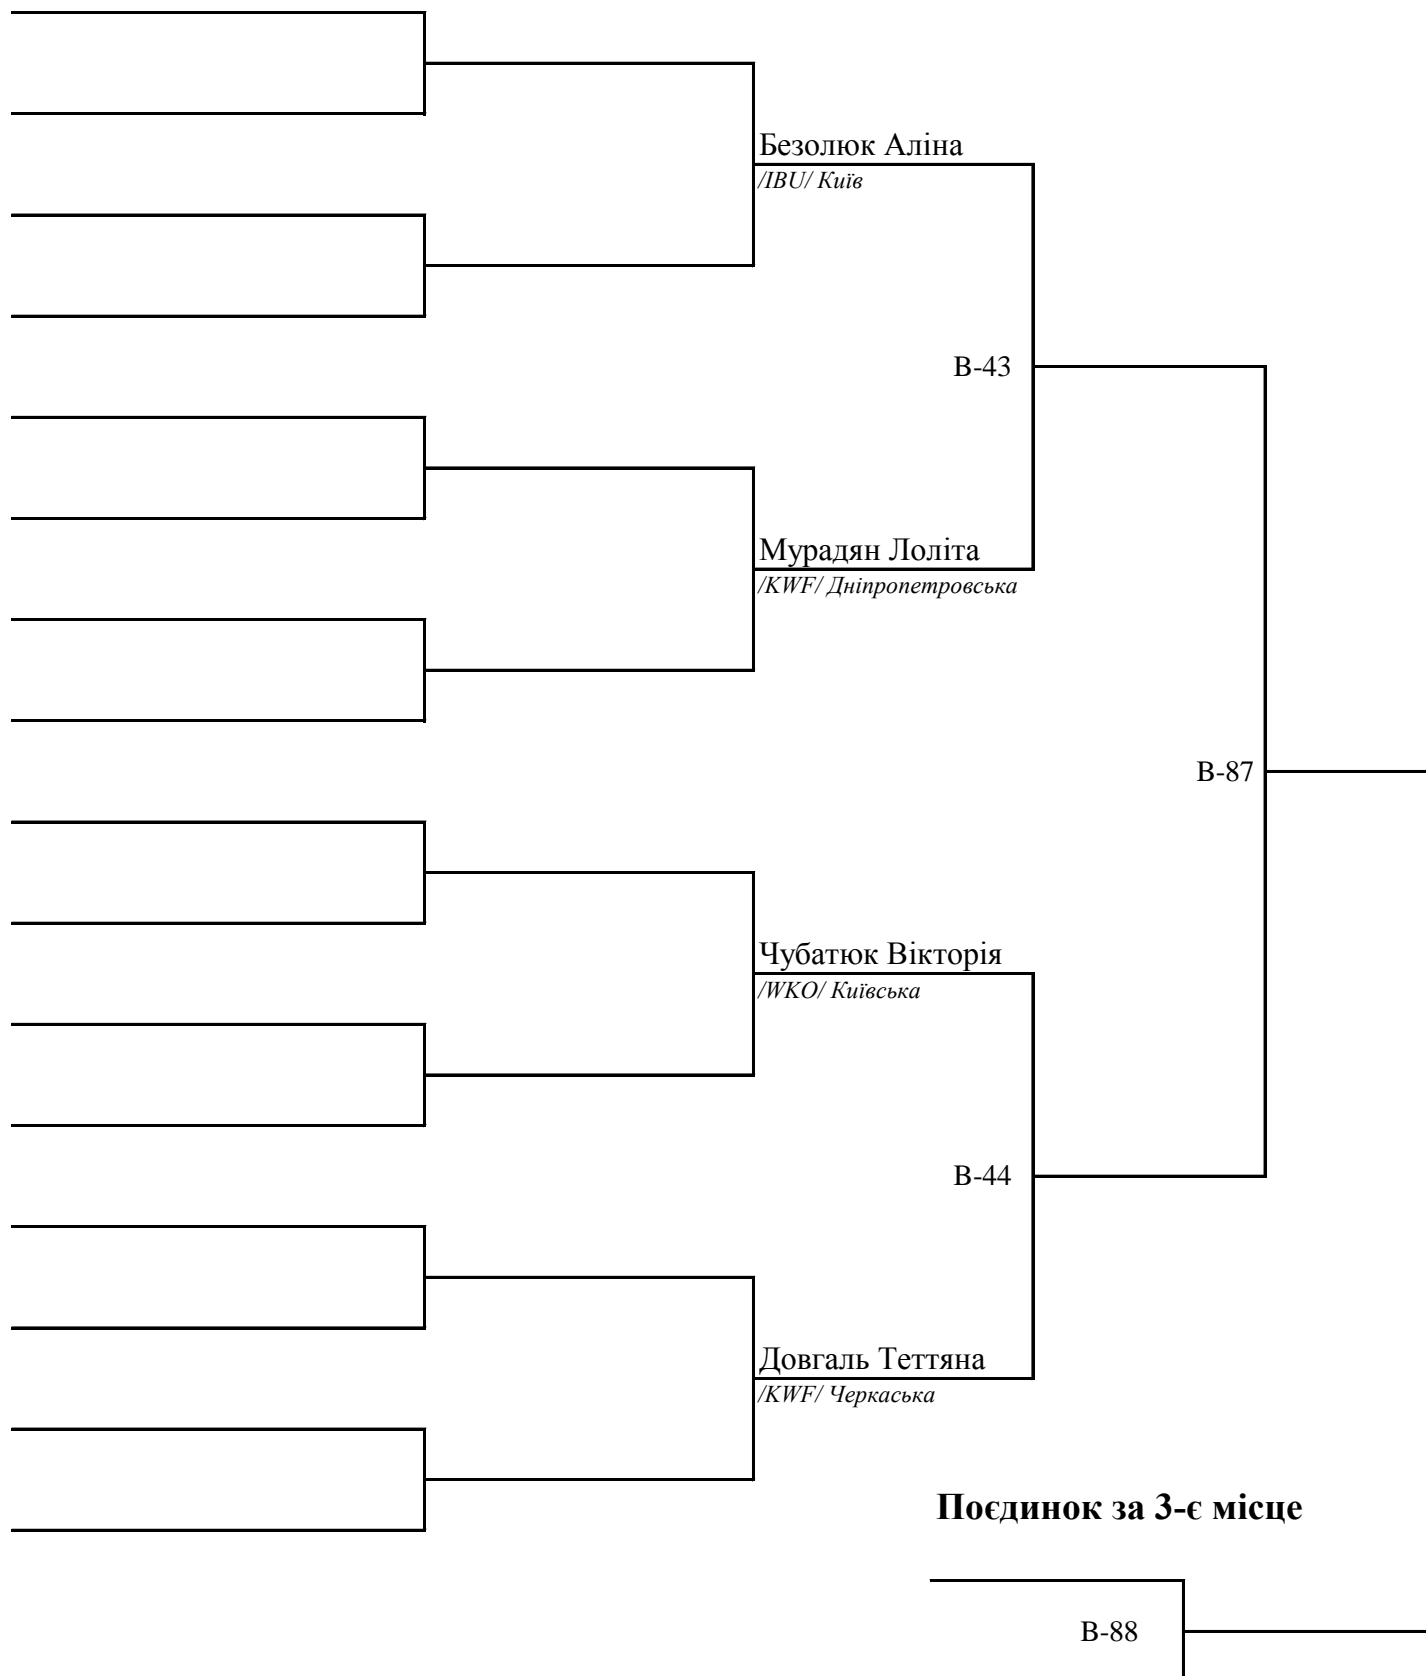 Безолюк Аліна
/IBU/ Київ
В-43
Мурадян Лоліта
/KWF/ Дніпропетровська
В-87
Чубатюк Вікторія
/WKO/ Київська
В-44
Довгаль Теттяна
/KWF/ Черкаська
Поєдинок за 3-є місце
В-88